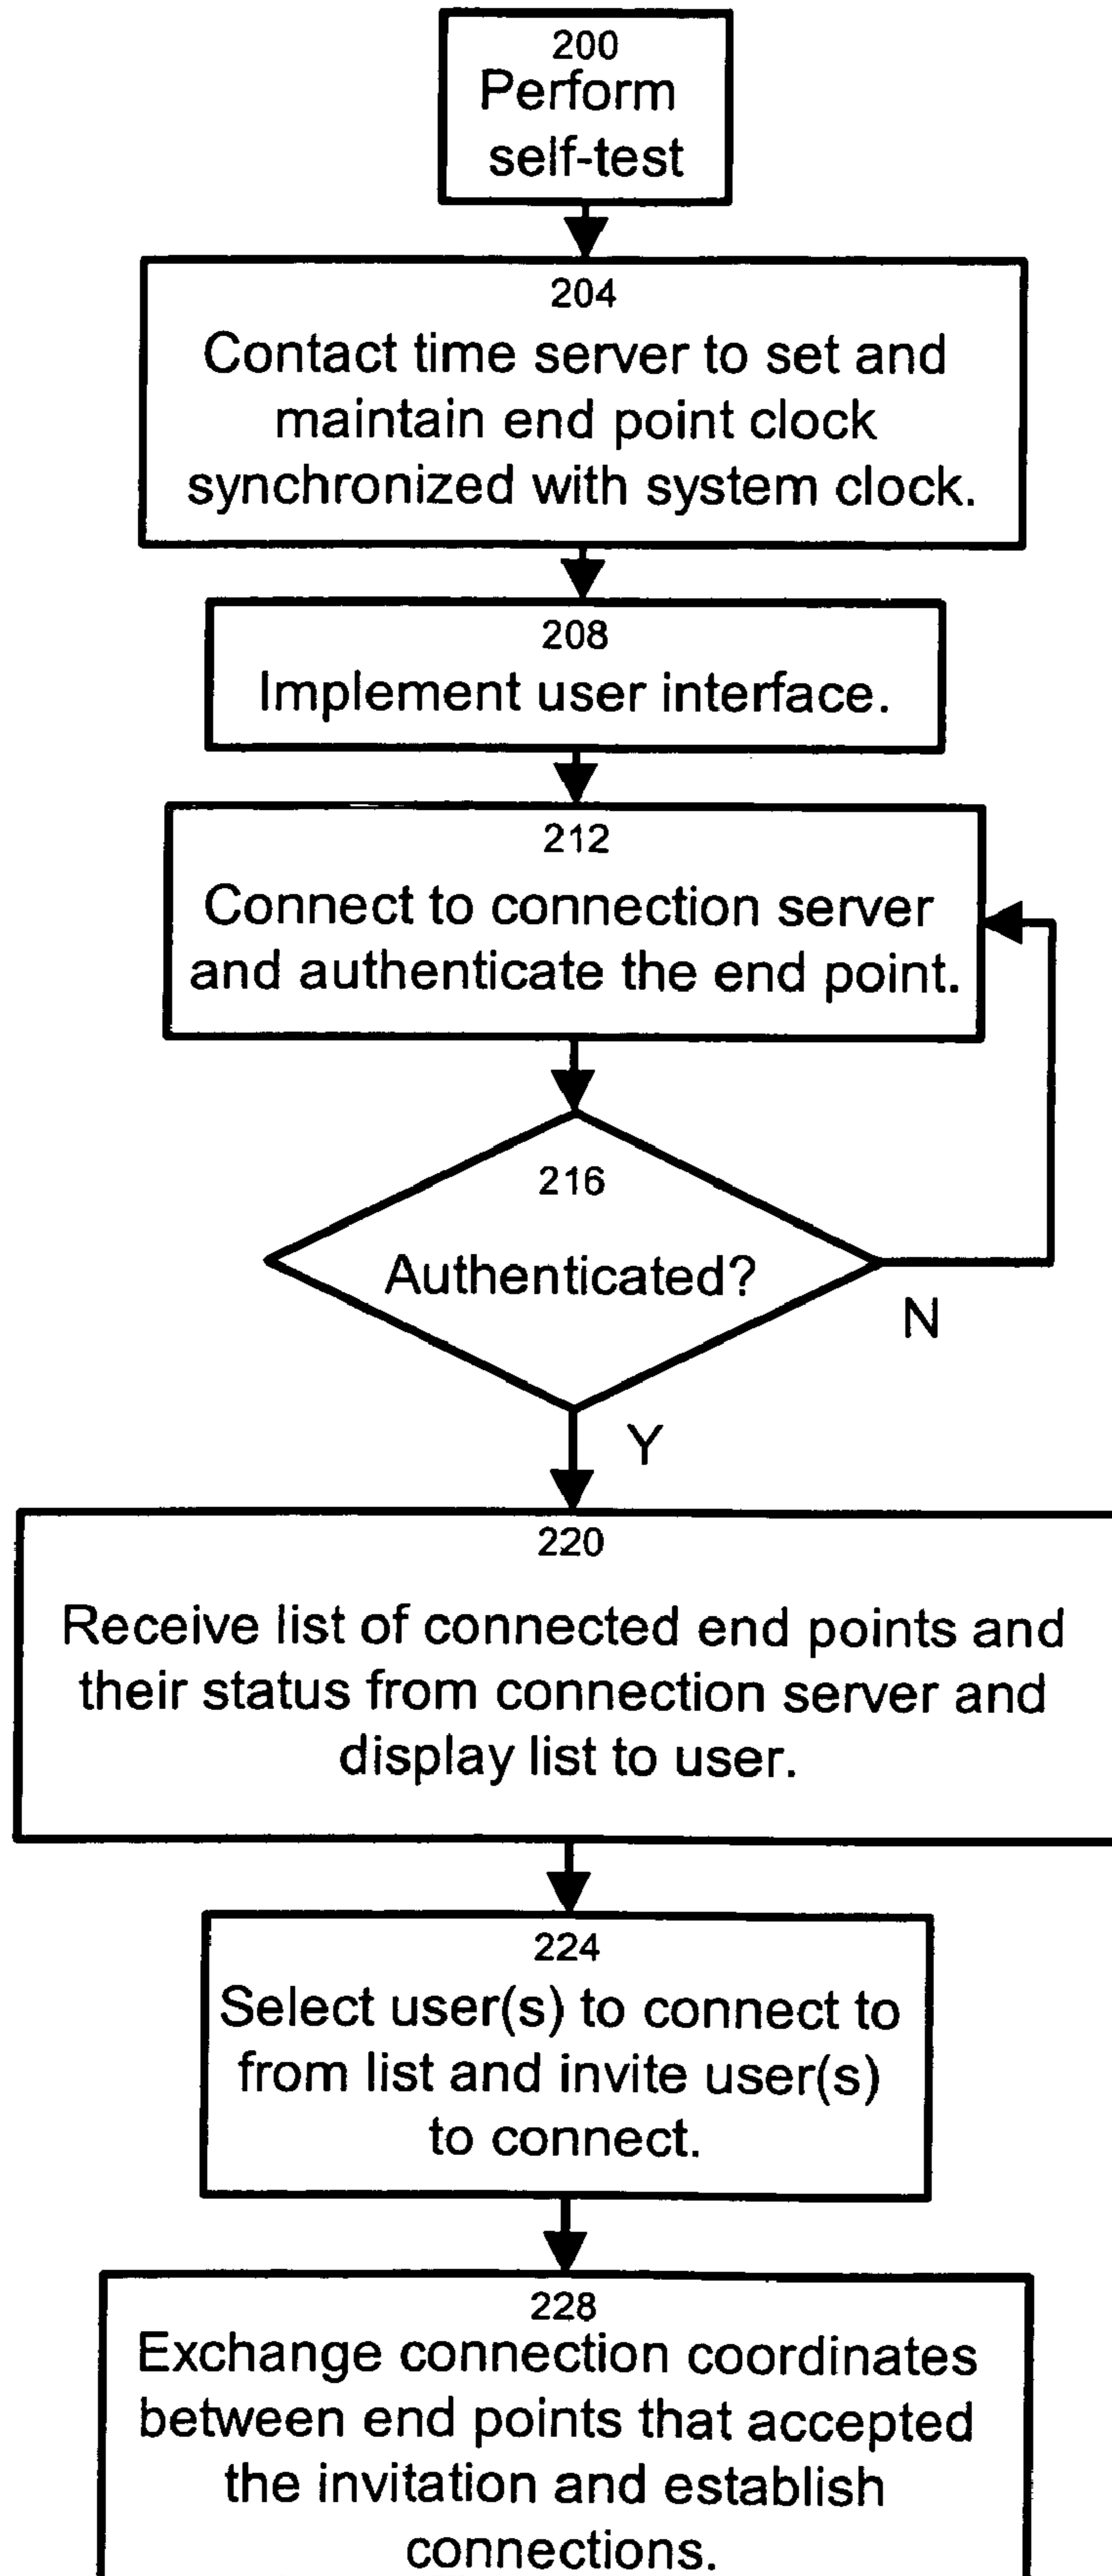 200
Perform
self-test
204
Contact time server to set and
maintain end point clock
synchronized with system clock.
208
Implement user interface.
212
Connect to connection server
and authenticate the end point.
216
Authenticated?
N
Y
220
Receive list of connected end points and
their status from connection server and
display list to user.
224
Select user(s) to connect to
from list and invite user(s)
to connect.
228
Exchange connection coordinates
between end points that accepted
the invitation and establish
connections.